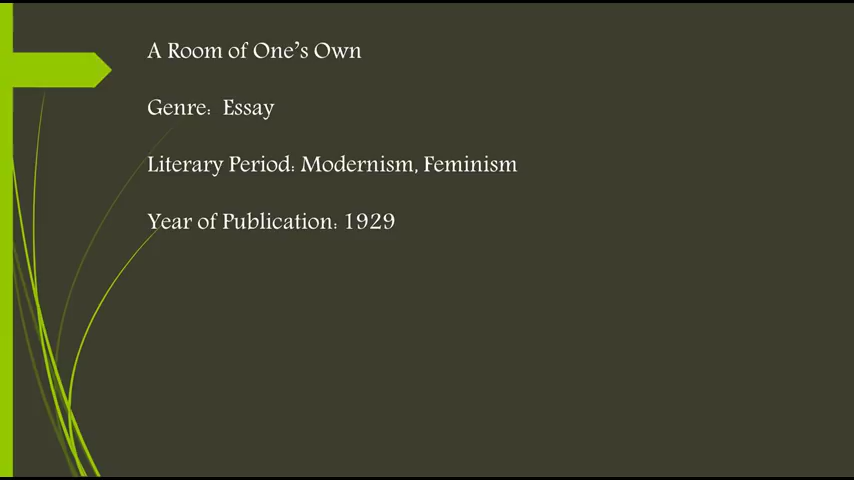 A Room of One’s Own
Genre:  Essay
Literary Period: Modernism, Feminism
Year of Publication: 1929